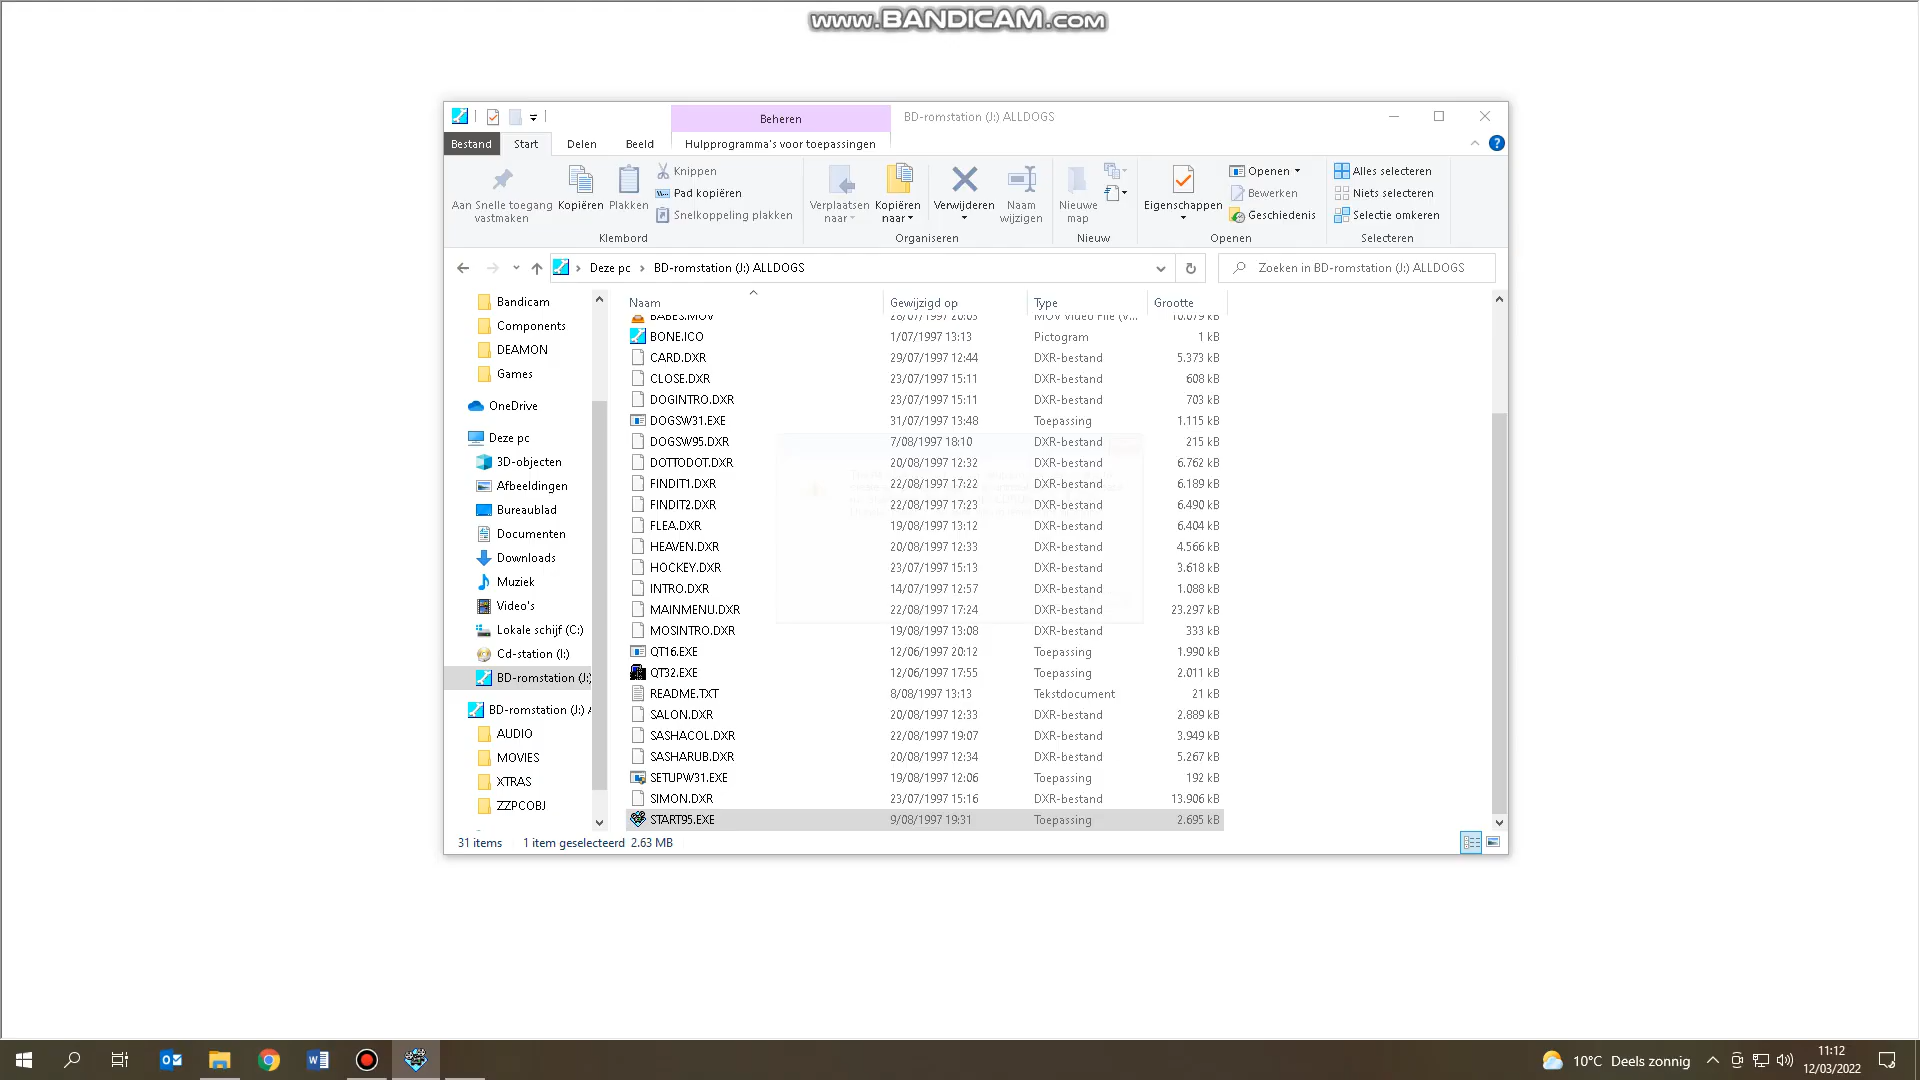 www.BANDICAM.com
Beheren
BD-romstation (J:) ALLDOGS
Bestand
Start
Delen
Beeld
Hulpprogramma's voor toepassingen
Aan Snelle toegang vastmaken
Kopiëren
Plakken
Knippen
Pad kopiëren
Snelkoppeling plakken
Klembord
Verplaatsen naar
Kopiëren naar
Verwijderen
Naam wijzigen
Organiseren
Nieuwe map
Nieuw
Eigenschappen
Openen
Bewerken
Geschiedenis
Openen
Alles selecteren
Niets selecteren
Selectie omkeren
Selecteren
Deze pc > BD-romstation (J:) ALLDOGS
Zoeken in BD-romstation (J:) ALLDOGS
Bandicam
Components
DEAMON
Games
OneDrive
Deze pc
3D-objecten
Afbeeldingen
Bureaublad
Documenten
Downloads
Muziek
Video's
Lokale schijf (C:)
Cd-station (I:)
BD-romstation (J:)
BD-romstation (J:)
AUDIO
MOVIES
XTRAS
ZZPCOBJ
Naam Gewijzigd op Type Grootte
BABES.MOV 28/07/1997 20:03 MOV Video File (V... 10.079 kB
BONE.ICO 1/07/1997 13:13 Pictogram 1 kB
CARD.DXR 29/07/1997 12:44 DXR-bestand 5.373 kB
CLOSE.DXR 23/07/1997 15:11 DXR-bestand 608 kB
DOGINTRO.DXR 23/07/1997 15:11 DXR-bestand 703 kB
DOGSW31.EXE 31/07/1997 13:48 Toepassing 1.115 kB
DOGSW95.DXR 7/08/1997 18:10 DXR-bestand 215 kB
DOTTODOT.DXR 20/08/1997 12:32 DXR-bestand 6.762 kB
FINDIT1.DXR 22/08/1997 17:22 DXR-bestand 6.189 kB
FINDIT2.DXR 22/08/1997 17:23 DXR-bestand 6.490 kB
FLEA.DXR 19/08/1997 13:12 DXR-bestand 6.404 kB
HEAVEN.DXR 20/08/1997 12:33 DXR-bestand 4.566 kB
HOCKEY.DXR 23/07/1997 15:13 DXR-bestand 3.618 kB
INTRO.DXR 14/07/1997 12:57 DXR-bestand 1.088 kB
MAINMENU.DXR 22/08/1997 17:24 DXR-bestand 23.297 kB
MOSINTRO.DXR 19/08/1997 13:08 DXR-bestand 333 kB
QT16.EXE 12/06/1997 20:12 Toepassing 1.990 kB
QT32.EXE 12/06/1997 17:55 Toepassing 2.011 kB
README.TXT 8/08/1997 13:13 Tekstdocument 21 kB
SALON.DXR 20/08/1997 12:33 DXR-bestand 2.889 kB
SASHACOL.DXR 22/08/1997 19:07 DXR-bestand 3.949 kB
SASHARUB.DXR 20/08/1997 12:34 DXR-bestand 5.267 kB
SETUPW31.EXE 19/08/1997 12:06 Toepassing 192 kB
SIMON.DXR 23/07/1997 15:16 DXR-bestand 13.906 kB
START95.EXE 9/08/1997 19:31 Toepassing 2.695 kB
31 items 1 item geselecteerd 2.63 MB
10°C Deels zonnig
11:12
12/03/2022